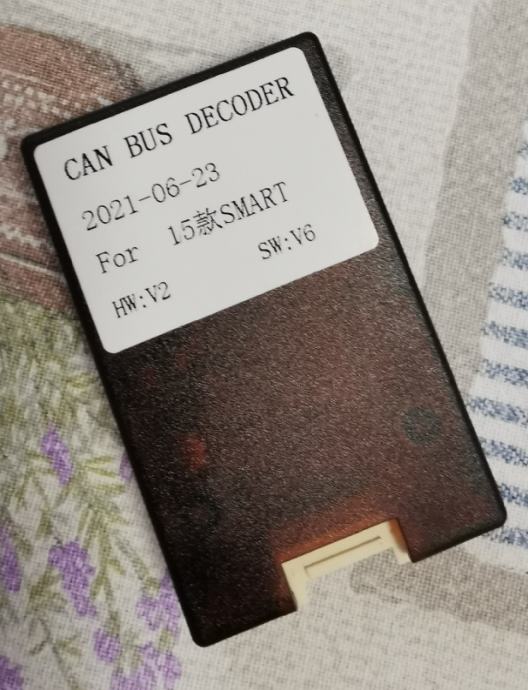 CAN BUS DECODER
2021-06-23
For 15款SMART
HW:V2 SW:V6